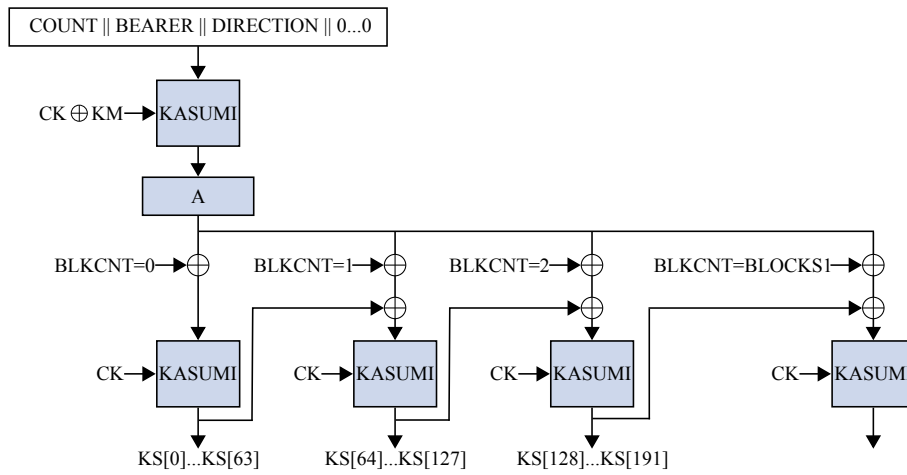 COUNT || BEARER || DIRECTION || 0...0
CK ⊕ KM
KASUMI
A
BLKCNT=0
BLKCNT=1
BLKCNT=2
BLKCNT=BLOCKS1
CK
KASUMI
CK
KASUMI
CK
KASUMI
CK
KASUMI
KS[0]...KS[63]
KS[64]...KS[127]
KS[128]...KS[191]